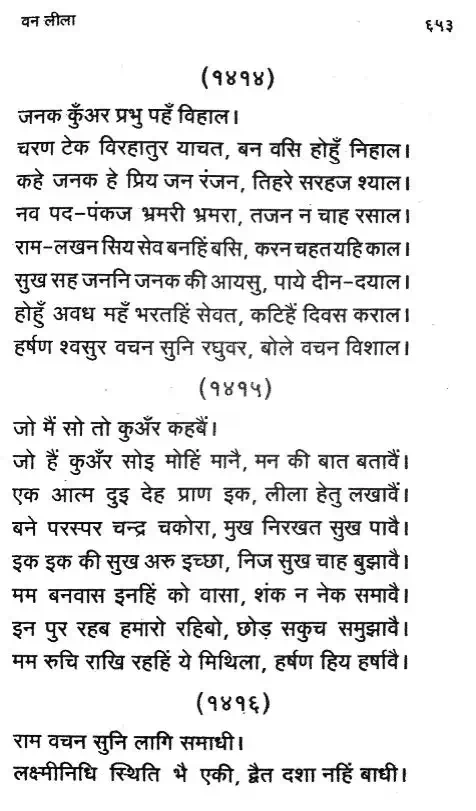 वन लीला
६५३
(१४१४)
जनक कुँअर प्रभु पहँ विहाल।
चरण टेक विरहातुर याचत, बन वसि होहुँ निहाल।
कहे जनक हे प्रिय जन रंजन, तिहरे सरहज श्याल।
नव पद-पंकज भ्रमरी भ्रमरा, तजन न चाह रसाल।
राम-लखन सिय सेव बनहिं बसि, करन चहत यहि काल।
सुख सह जननि जनक की आयसु, पाये दीन-दयाल।
होहुँ अवध महँ भरतहिं सेवत, कटिहैं दिवस कराल।
हर्षण श्वसुर वचन सुनि रघुवर, बोले वचन विशाल।
(१४१५)
जो मैं सो तो कुअँर कहबैं।
जो हैं कुअँर सोइ मोहिं मानै, मन की बात बतावैं।
एक आत्म दुइ देह प्राण इक, लीला हेतु लखावैं।
बने परस्पर चन्द्र चकोरा, मुख निरखत सुख पावै।
इक इक की सुख अरु इच्छा, निज सुख चाह बुझावै।
मम बनवास इनहिं को वासा, शंक न नेक समावै।
इन पुर रहब हमारो रहिबो, छोड़ सकुच समुझावै।
मम रुचि राखि रहहिं ये मिथिला, हर्षण हिय हर्षावै।
(१४१६)
राम वचन सुनि लागि समाधी।
लक्ष्मीनिधि स्थिति भै एकी, द्वैत दशा नहिं बाधी।